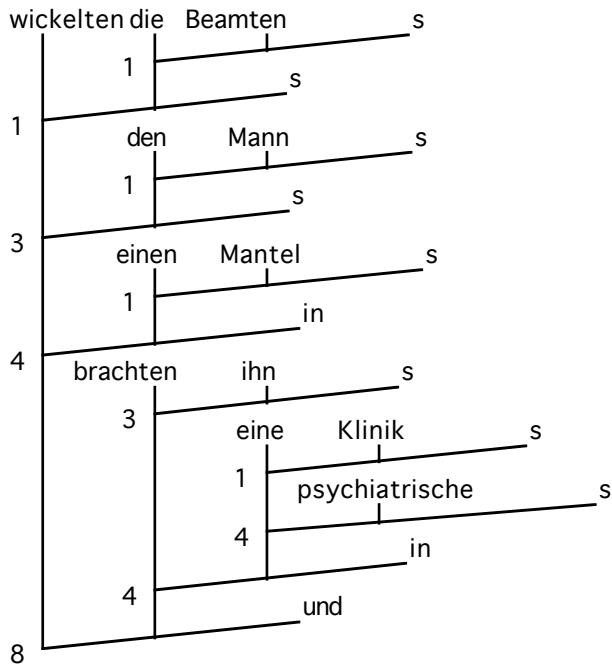 wickelten die Beamten s
1
s
1
den Mann s
1
s
3
einen Mantel s
1
in
4
brachten ihn s
3
eine Klinik s
1
psychiatrische s
4
in
4
und
8